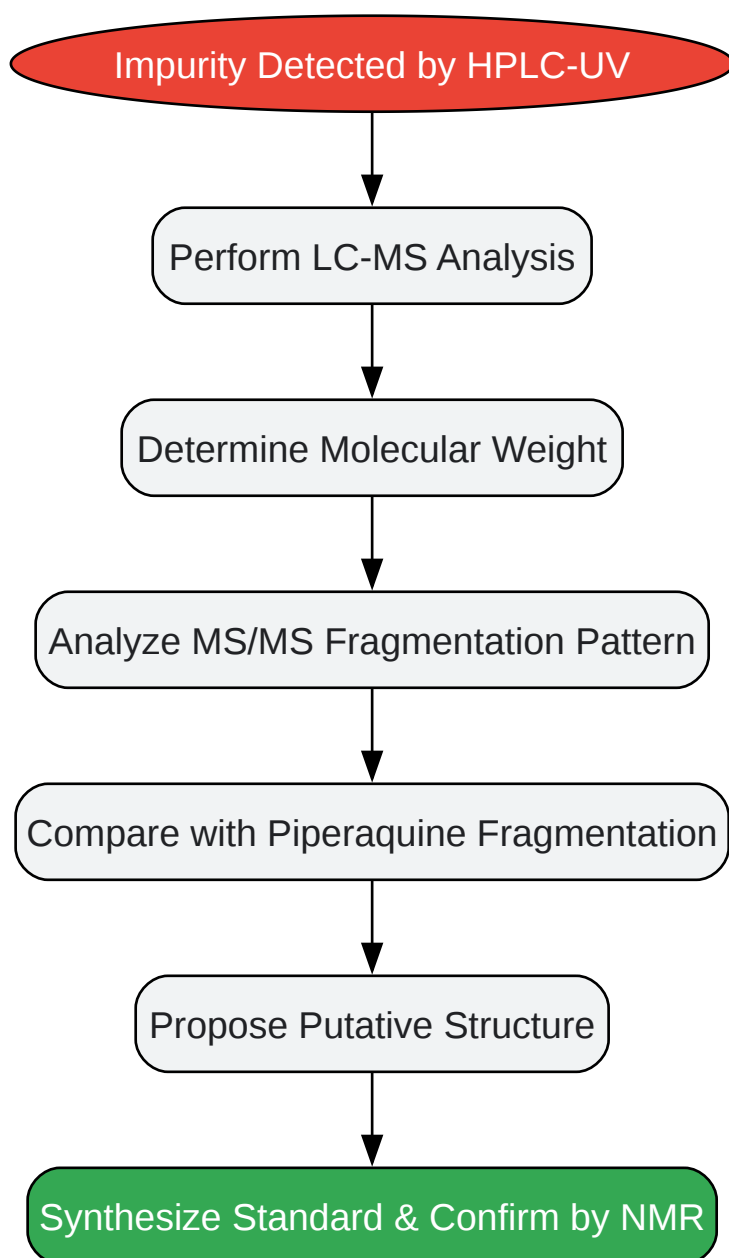 Impurity Detected by HPLC-UV
Perform LC-MS Analysis
Determine Molecular Weight
Analyze MS/MS Fragmentation Pattern
Compare with Piperaquine Fragmentation
Propose Putative Structure
Synthesize Standard & Confirm by NMR